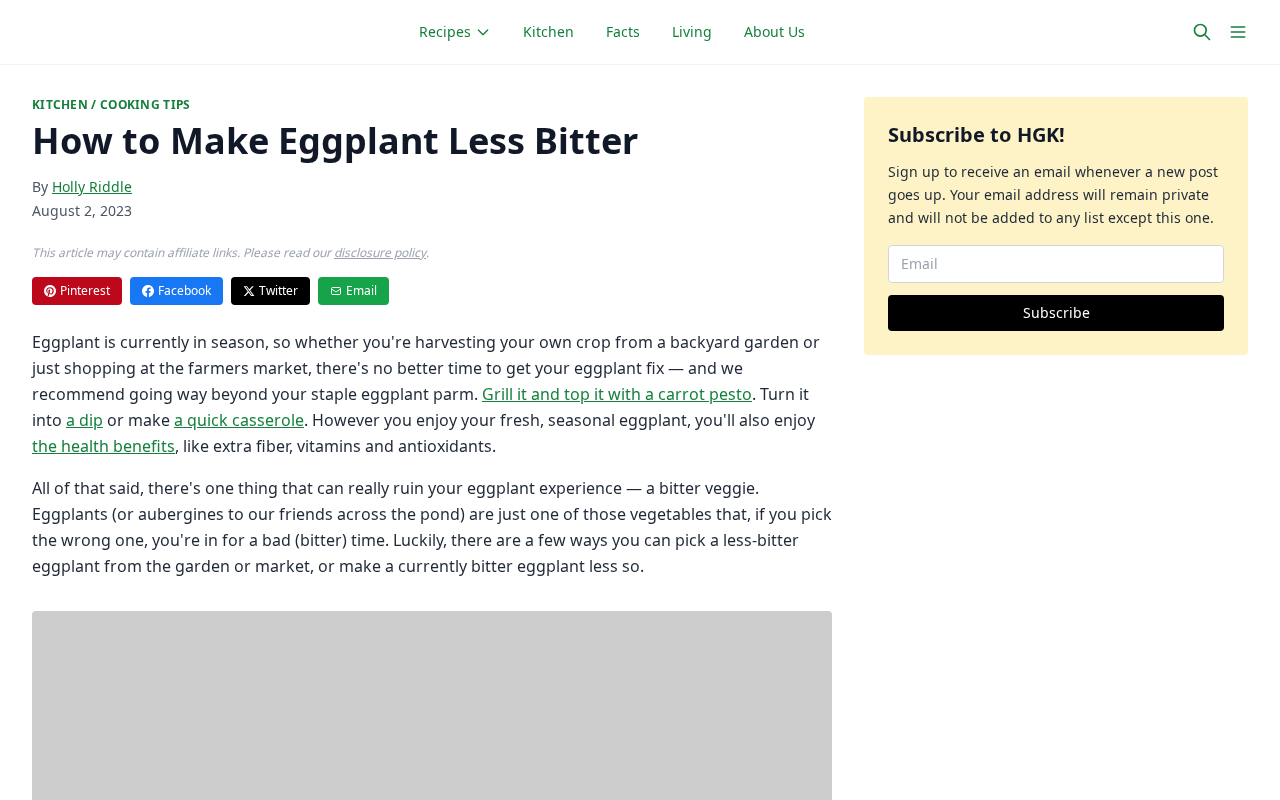 Recipes
Kitchen
Facts
Living
About Us
KITCHEN / COOKING TIPS
How to Make Eggplant Less Bitter
By Holly Riddle
August 2, 2023
This article may contain affiliate links. Please read our disclosure policy.
Pinterest
Facebook
Twitter
Email
Eggplant is currently in season, so whether you're harvesting your own crop from a backyard garden or
just shopping at the farmers market, there's no better time to get your eggplant fix — and we
recommend going way beyond your staple eggplant parm. Grill it and top it with a carrot pesto. Turn it
into a dip or make a quick casserole. However you enjoy your fresh, seasonal eggplant, you'll also enjoy
the health benefits, like extra fiber, vitamins and antioxidants.
All of that said, there's one thing that can really ruin your eggplant experience — a bitter veggie.
Eggplants (or aubergines to our friends across the pond) are just one of those vegetables that, if you pick
the wrong one, you're in for a bad (bitter) time. Luckily, there are a few ways you can pick a less-bitter
eggplant from the garden or market, or make a currently bitter eggplant less so.
Subscribe to HGK!
Sign up to receive an email whenever a new post
goes up. Your email address will remain private
and will not be added to any list except this one.
Email
Subscribe